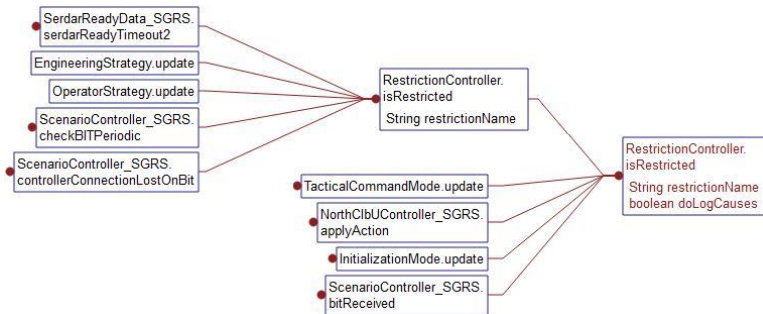 SerdarReadyData_SGRS.
serdarReadyTimeout2
EngineeringStrategy.update
OperatorStrategy.update
ScenarioController_SGRS.
checkBITPeriodic
ScenarioController_SGRS.
controllerConnectionLostOnBit
RestrictionController.
isRestricted
String restrictionName
TacticalCommandMode.update
NorthClbUController_SGRS.
applyAction
InitializationMode.update
ScenarioController_SGRS.
bitReceived
RestrictionController.
isRestricted
String restrictionName
boolean doLogCauses